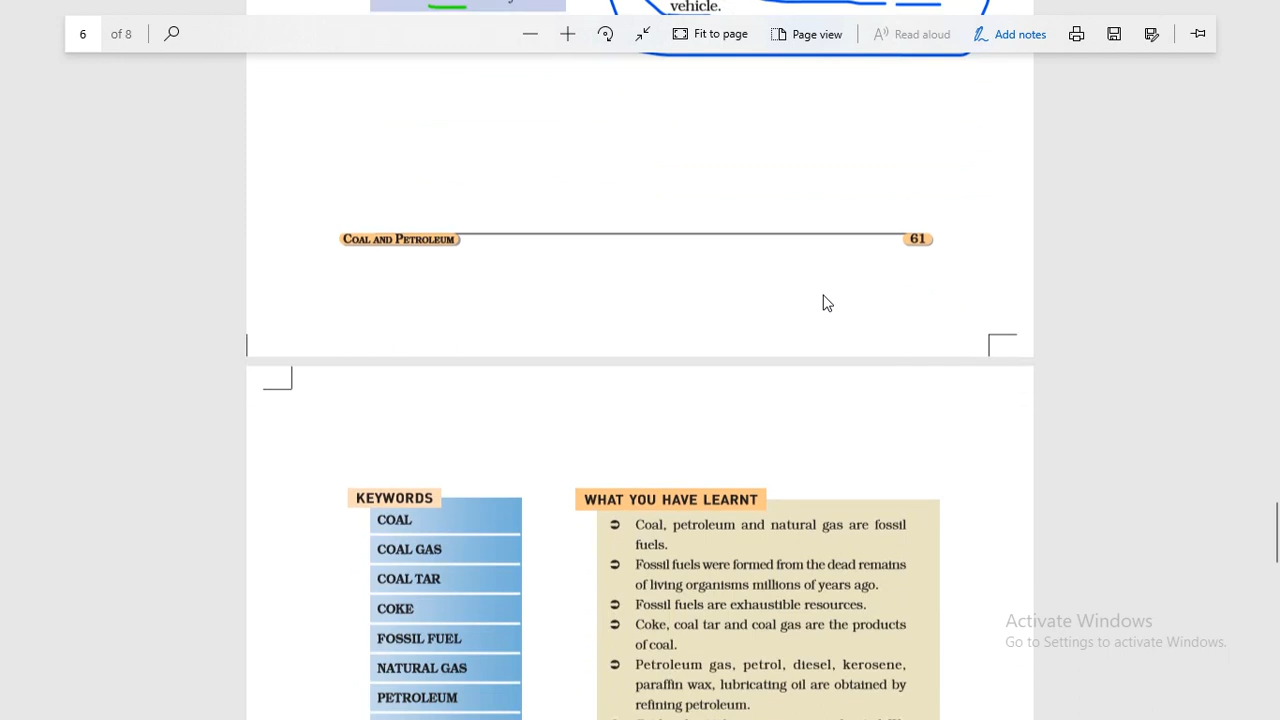 vehicle.
6 of 8
Fit to page
Page view
Read aloud
Add notes
COAL AND PETROLEUM
61
KEYWORDS
COAL
COAL GAS
COAL TAR
COKE
FOSSIL FUEL
NATURAL GAS
PETROLEUM
WHAT YOU HAVE LEARNT
Coal, petroleum and natural gas are fossil
fuels.
Fossil fuels were formed from the dead remains
of living organisms millions of years ago.
Fossil fuels are exhaustible resources.
Coke, coal tar and coal gas are the products
of coal.
Petroleum gas, petrol, diesel, kerosene,
paraffin wax, lubricating oil are obtained by
refining petroleum.
Activate Windows
Go to Settings to activate Windows.